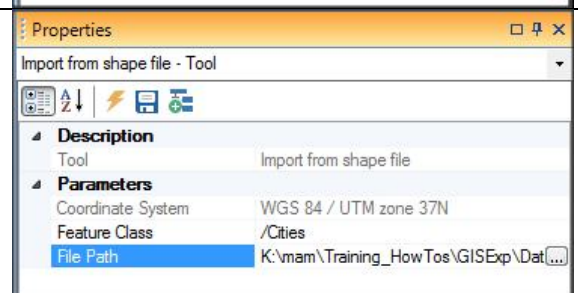 Properties
Import from shape file - Tool
Description
Tool Import from shape file
Parameters
Coordinate System WGS 84 / UTM zone 37N
Feature Class /Cities
File Path K:\mam\Training_HowTos\GISExp\Dat ...